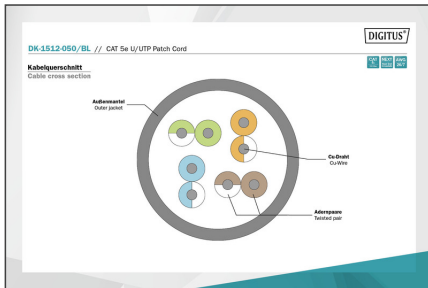 DIGITUS®
DK-1512-050/BL // CAT 5e U/UTP Patch Cord
Kabelquerschnitt
Cable cross section
Außenmantel
Outer jacket
Cu-Draht
Cu-Wire
Adernpaare
Twisted pair